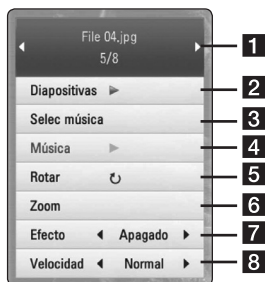 File 04.jpg
1
5/8
Diapositivas
2
Selec música
3
Música
4
Rotar
5
Zoom
6
Efecto Apagado
7
Velocidad Normal
8